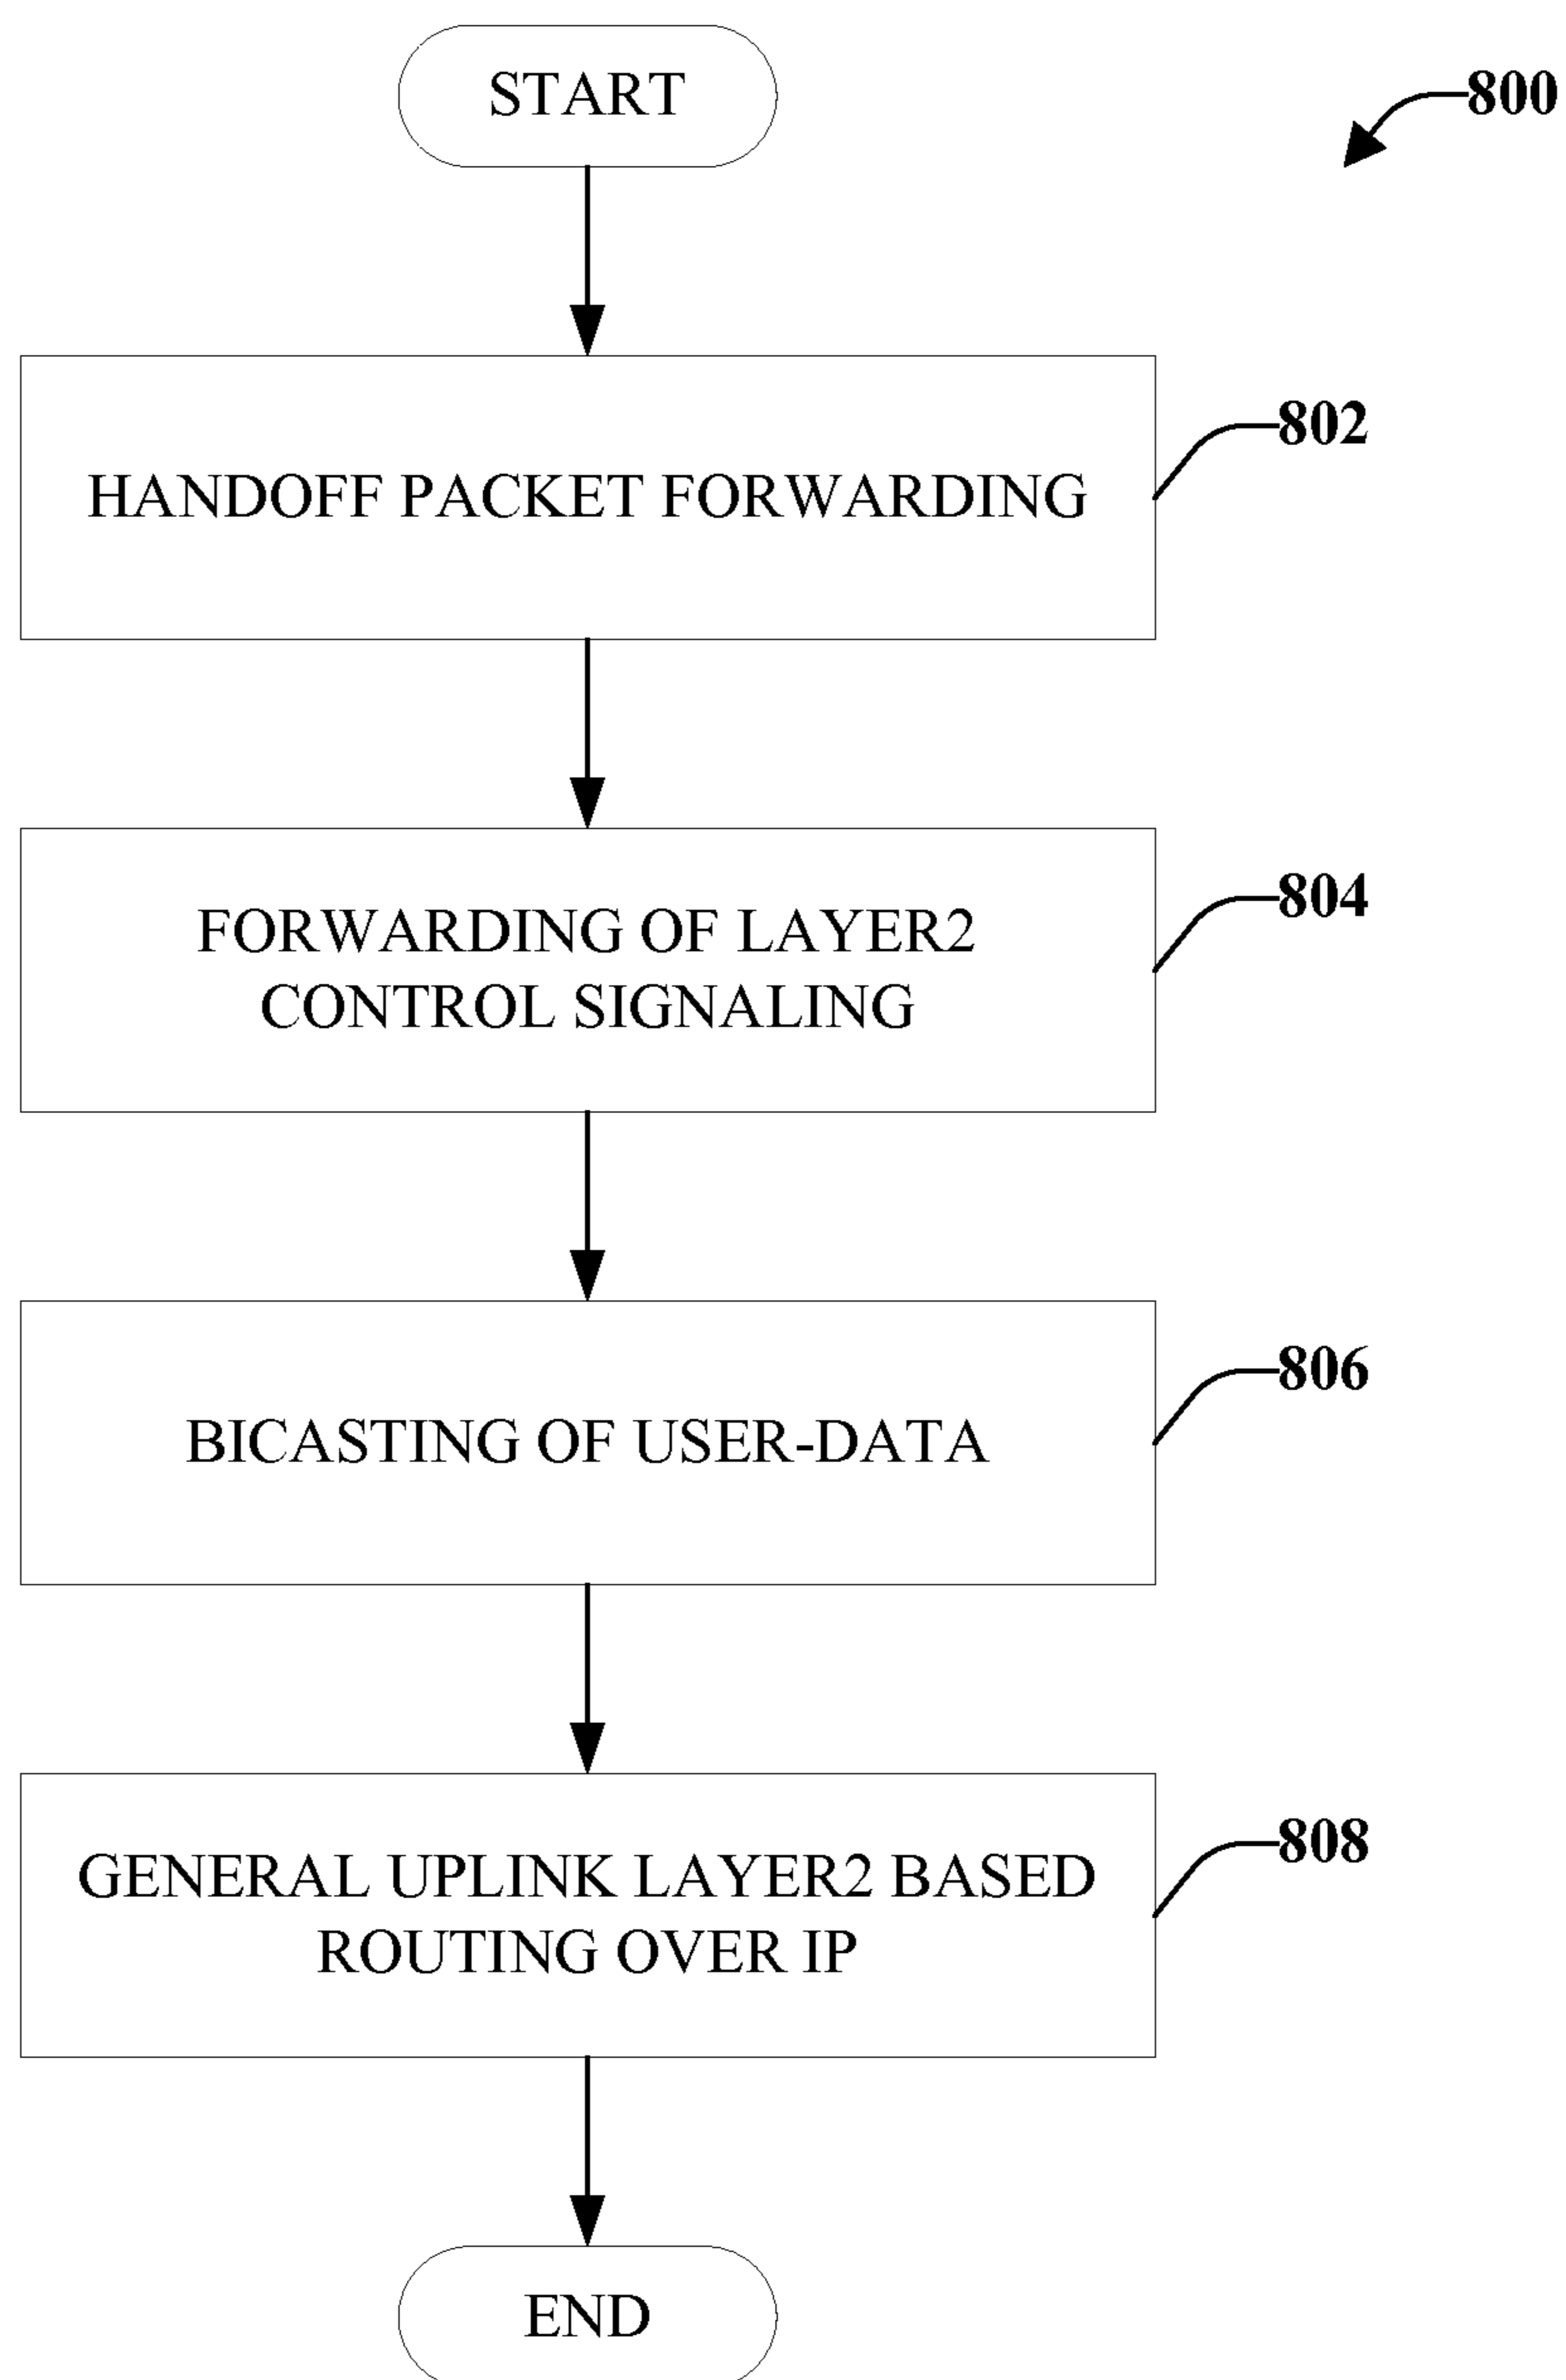 START
800
HANDOFF PACKET FORWARDING
802
FORWARDING OF LAYER2
CONTROL SIGNALING
804
BICASTING OF USER-DATA
806
GENERAL UPLINK LAYER2 BASED
ROUTING OVER IP
808
END